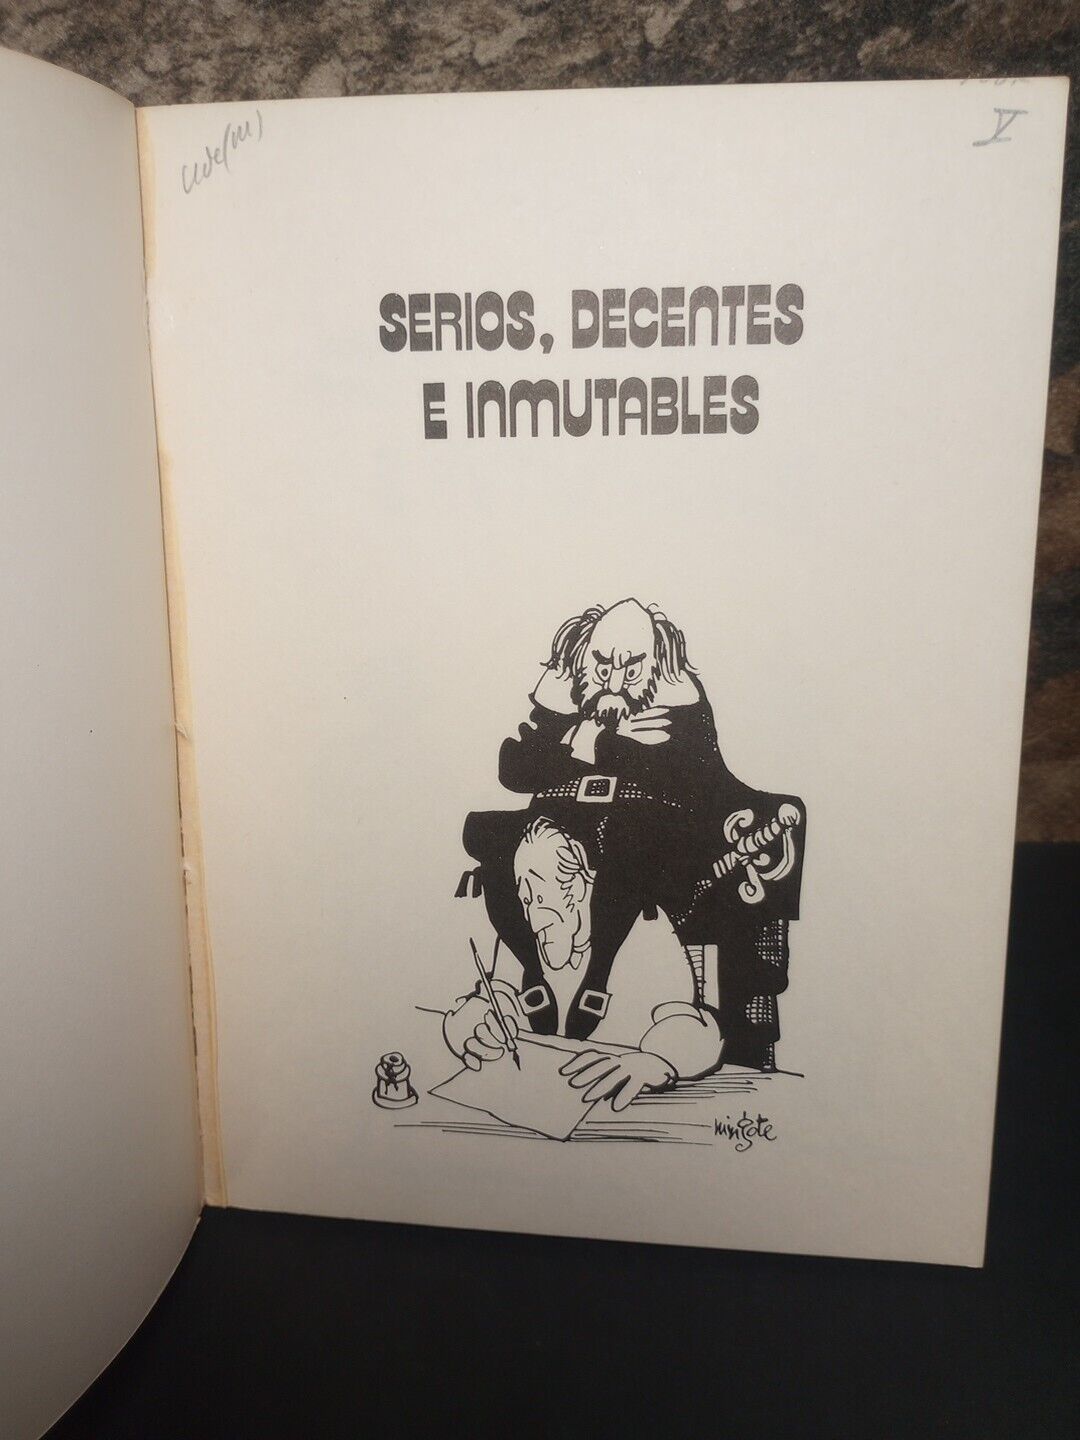 V
SERIOS, DECENTES
E INMUTABLES
mingote